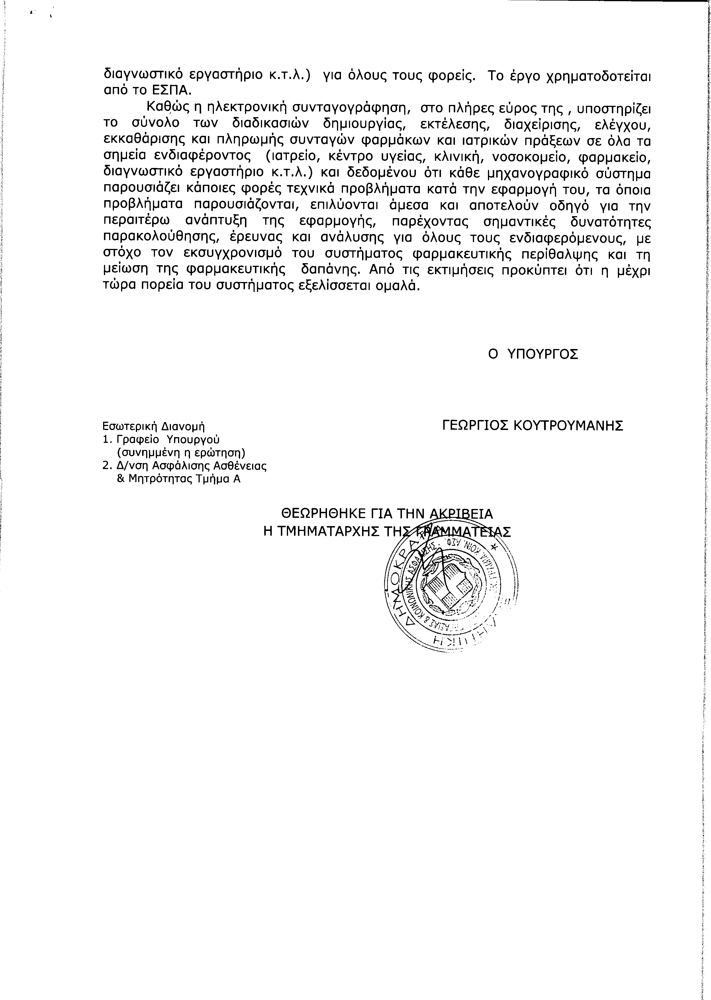 διαγνωστικό εργαστήριο κ.τ.λ.) για όλους τους φορείς. Το έργο χρηματοδοτείται
από το ΕΣΠΑ.
Καθώς η ηλεκτρονική συνταγογράφηση, στο πλήρες εύρος της , υποστηρίζει
το σύνολο των διαδικασιών δημιουργίας, εκτέλεσης, διαχείρισης, ελέγχου,
εκκαθάρισης και πληρωμής συνταγών φαρμάκων και ιατρικών πράξεων σε όλα τα
σημεία ενδιαφέροντος (ιατρείο, κέντρο υγείας, κλινική, νοσοκομείο, φαρμακείο,
διαγνωστικό εργαστήριο κ.τ.λ.) και δεδομένου ότι κάθε μηχανογραφικό σύστημα
παρουσιάζει κάποιες φορές τεχνικά προβλήματα κατά την εφαρμογή του, τα όποια
προβλήματα παρουσιάζονται, επιλύονται άμεσα και αποτελούν οδηγό για την
περαιτέρω ανάπτυξη της εφαρμογής, παρέχοντας σημαντικές δυνατότητες
παρακολούθησης, έρευνας και ανάλυσης για όλους τους ενδιαφερόμενους, με
στόχο τον εκσυγχρονισμό του συστήματος φαρμακευτικής περίθαλψης και τη
μείωση της φαρμακευτικής δαπάνης. Από τις εκτιμήσεις προκύπτει ότι η μέχρι
τώρα πορεία του συστήματος εξελίσσεται ομαλά.
Ο ΥΠΟΥΡΓΟΣ
ΓΕΩΡΓΙΟΣ ΚΟΥΤΡΟΥΜΑΝΗΣ
Εσωτερική Διανομή
1. Γραφείο Υπουργού
(συνημμένη η ερώτηση)
2. Δ/νση Ασφάλισης Ασθένειας
& Μητρότητας Τμήμα Α
ΘΕΩΡΗΘΗΚΕ ΓΙΑ ΤΗΝ ΑΚΡΙΒΕΙΑ
Η ΤΜΗΜΑΤΑΡΧΗΣ ΤΗΣ ΓΡΑΜΜΑΤΕΙΑΣ
& ΚΟΙΝΩΝΙΚΗΣ ΑΣΦΑΛΙΣΗΣ